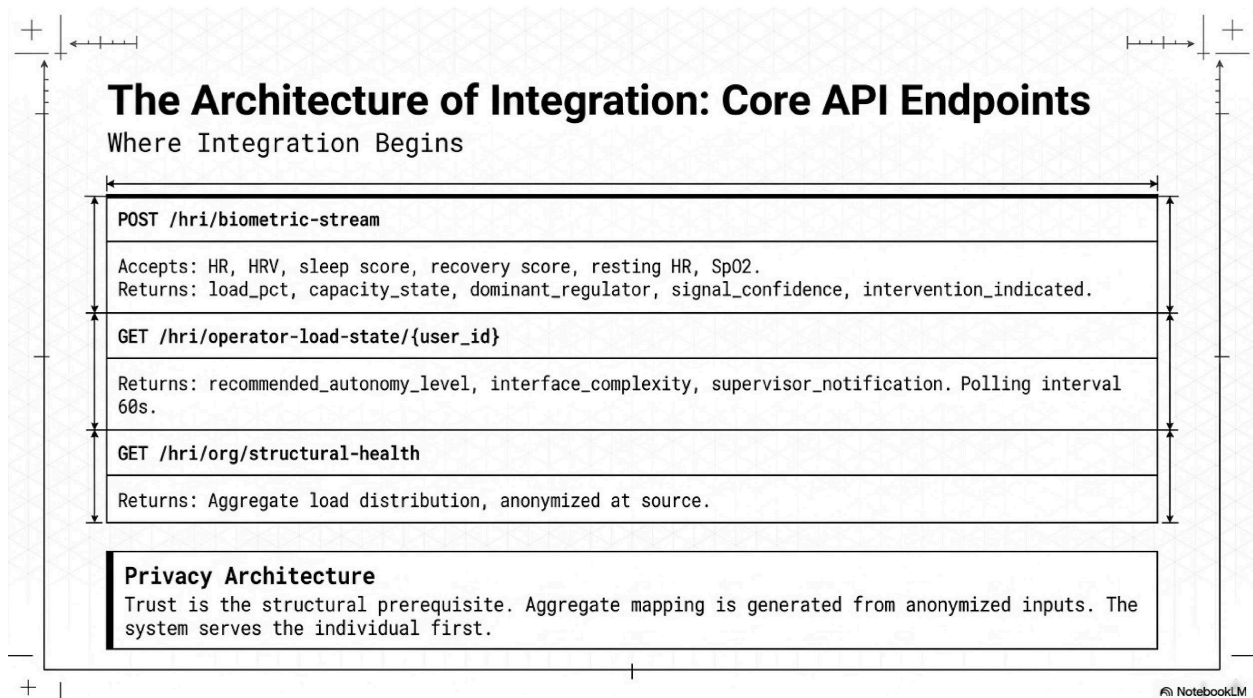 The Architecture of Integration: Core API Endpoints
Where Integration Begins
POST /hri/biometric-stream
Accepts: HR, HRV, sleep score, recovery score, resting HR, SpO2.
Returns: load_pct, capacity_state, dominant_regulator, signal_confidence, intervention_indicated.
GET /hri/operator-load-state/{user_id}
Returns: recommended_autonomy_level, interface_complexity, supervisor_notification. Polling interval
60s.
GET /hri/org/structural-health
Returns: Aggregate load distribution, anonymized at source.
Privacy Architecture
Trust is the structural prerequisite. Aggregate mapping is generated from anonymized inputs. The
system serves the individual first.
NotebookLM